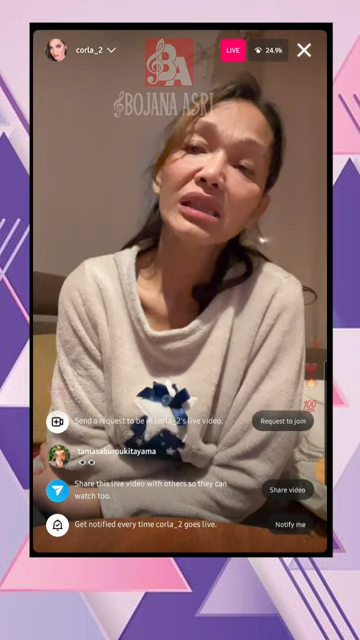 corla_2
LIVE
24.9k
BA
BOJANA ASRI
Send a request to be in corla_2's live video.
Request to join
tamasaburoukitayama
👀
Share this live video with others so they can
watch too.
Share video
💯
Get notified every time corla_2 goes live.
Notify me